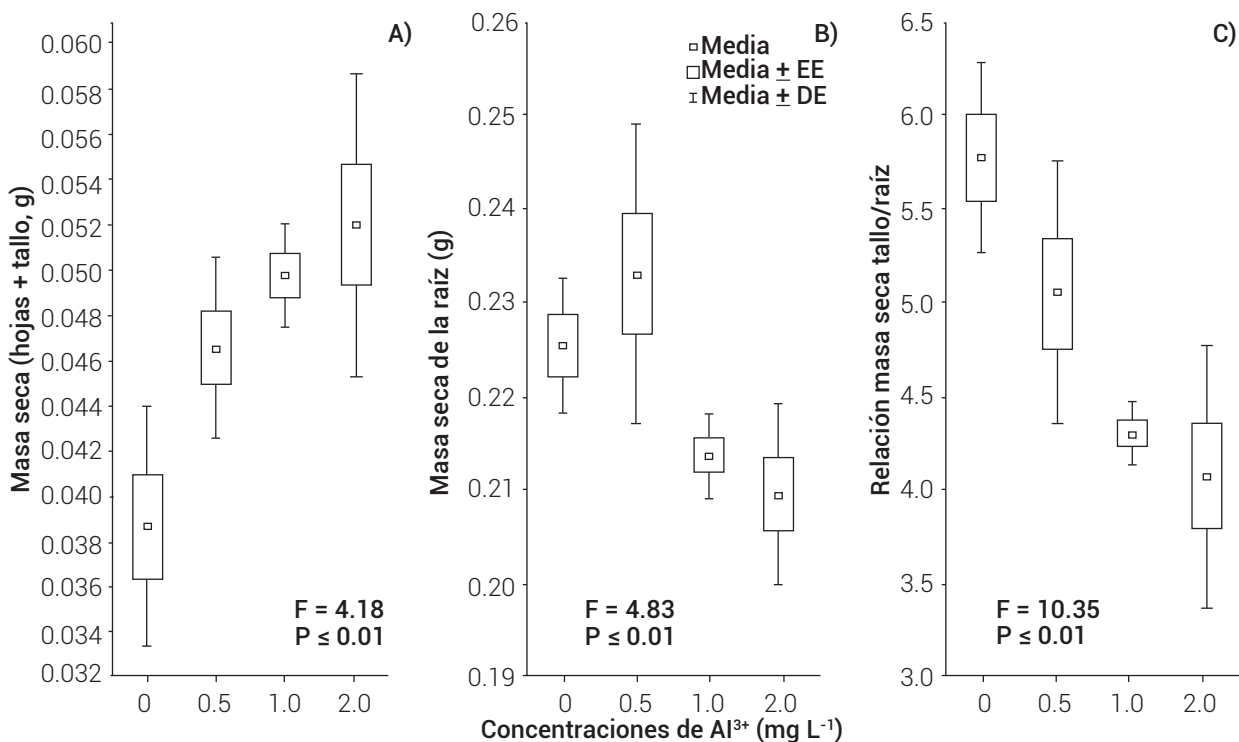 A)
Masa seca (hojas + tallo, g)
0.060
0.058
0.056
0.054
0.052
0.050
0.048
0.046
0.044
0.042
0.040
0.038
0.036
0.034
0.032
F = 4.18
P ≤ 0.01
0 0.5 1.0 2.0
B)
Media
Media ± EE
Media ± DE
Masa seca de la raíz (g)
0.26
0.25
0.24
0.23
0.22
0.21
0.20
0.19
F = 4.83
P ≤ 0.01
0 0.5 1.0 2.0
C)
Relación masa seca tallo/raíz
6.5
6.0
5.5
5.0
4.5
4.0
3.5
3.0
F = 10.35
P ≤ 0.01
0 0.5 1.0 2.0
Concentraciones de Al³⁺ (mg L⁻¹)